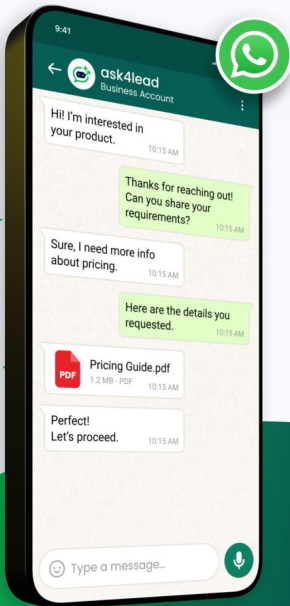 9:41
ask4lead
Business Account
Hi! I'm interested in
your product.
10:15 AM
Thanks for reaching out!
Can you share your
requirements?
10:15 AM
Sure, I need more info
about pricing.
10:15 AM
Here are the details you
requested.
10:15 AM
PDF
Pricing Guide.pdf
1.2 MB - PDF
10:15 AM
Perfect!
Let's proceed.
10:15 AM
Type a message...